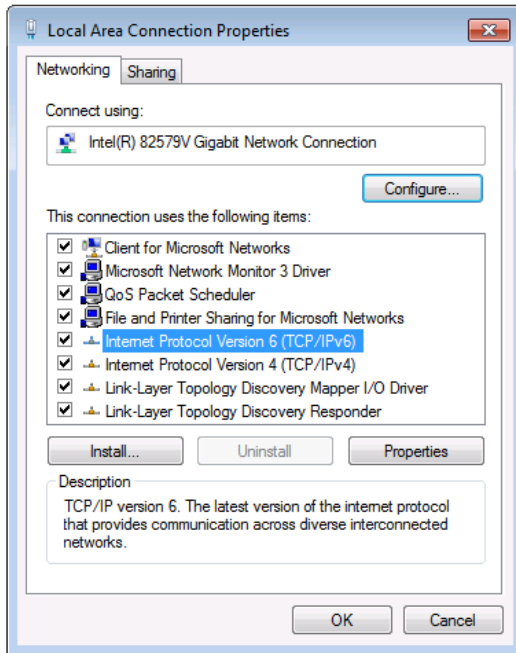 Local Area Connection Properties
Networking
Sharing
Connect using:
Intel(R) 82579V Gigabit Network Connection
Configure...
This connection uses the following items:
Client for Microsoft Networks
Microsoft Network Monitor 3 Driver
QoS Packet Scheduler
File and Printer Sharing for Microsoft Networks
Internet Protocol Version 6 (TCP/IPv6)
Internet Protocol Version 4 (TCP/IPv4)
Link-Layer Topology Discovery Mapper I/O Driver
Link-Layer Topology Discovery Responder
Install...
Uninstall
Properties
Description
TCP/IP version 6. The latest version of the internet protocol
that provides communication across diverse interconnected
networks.
OK
Cancel